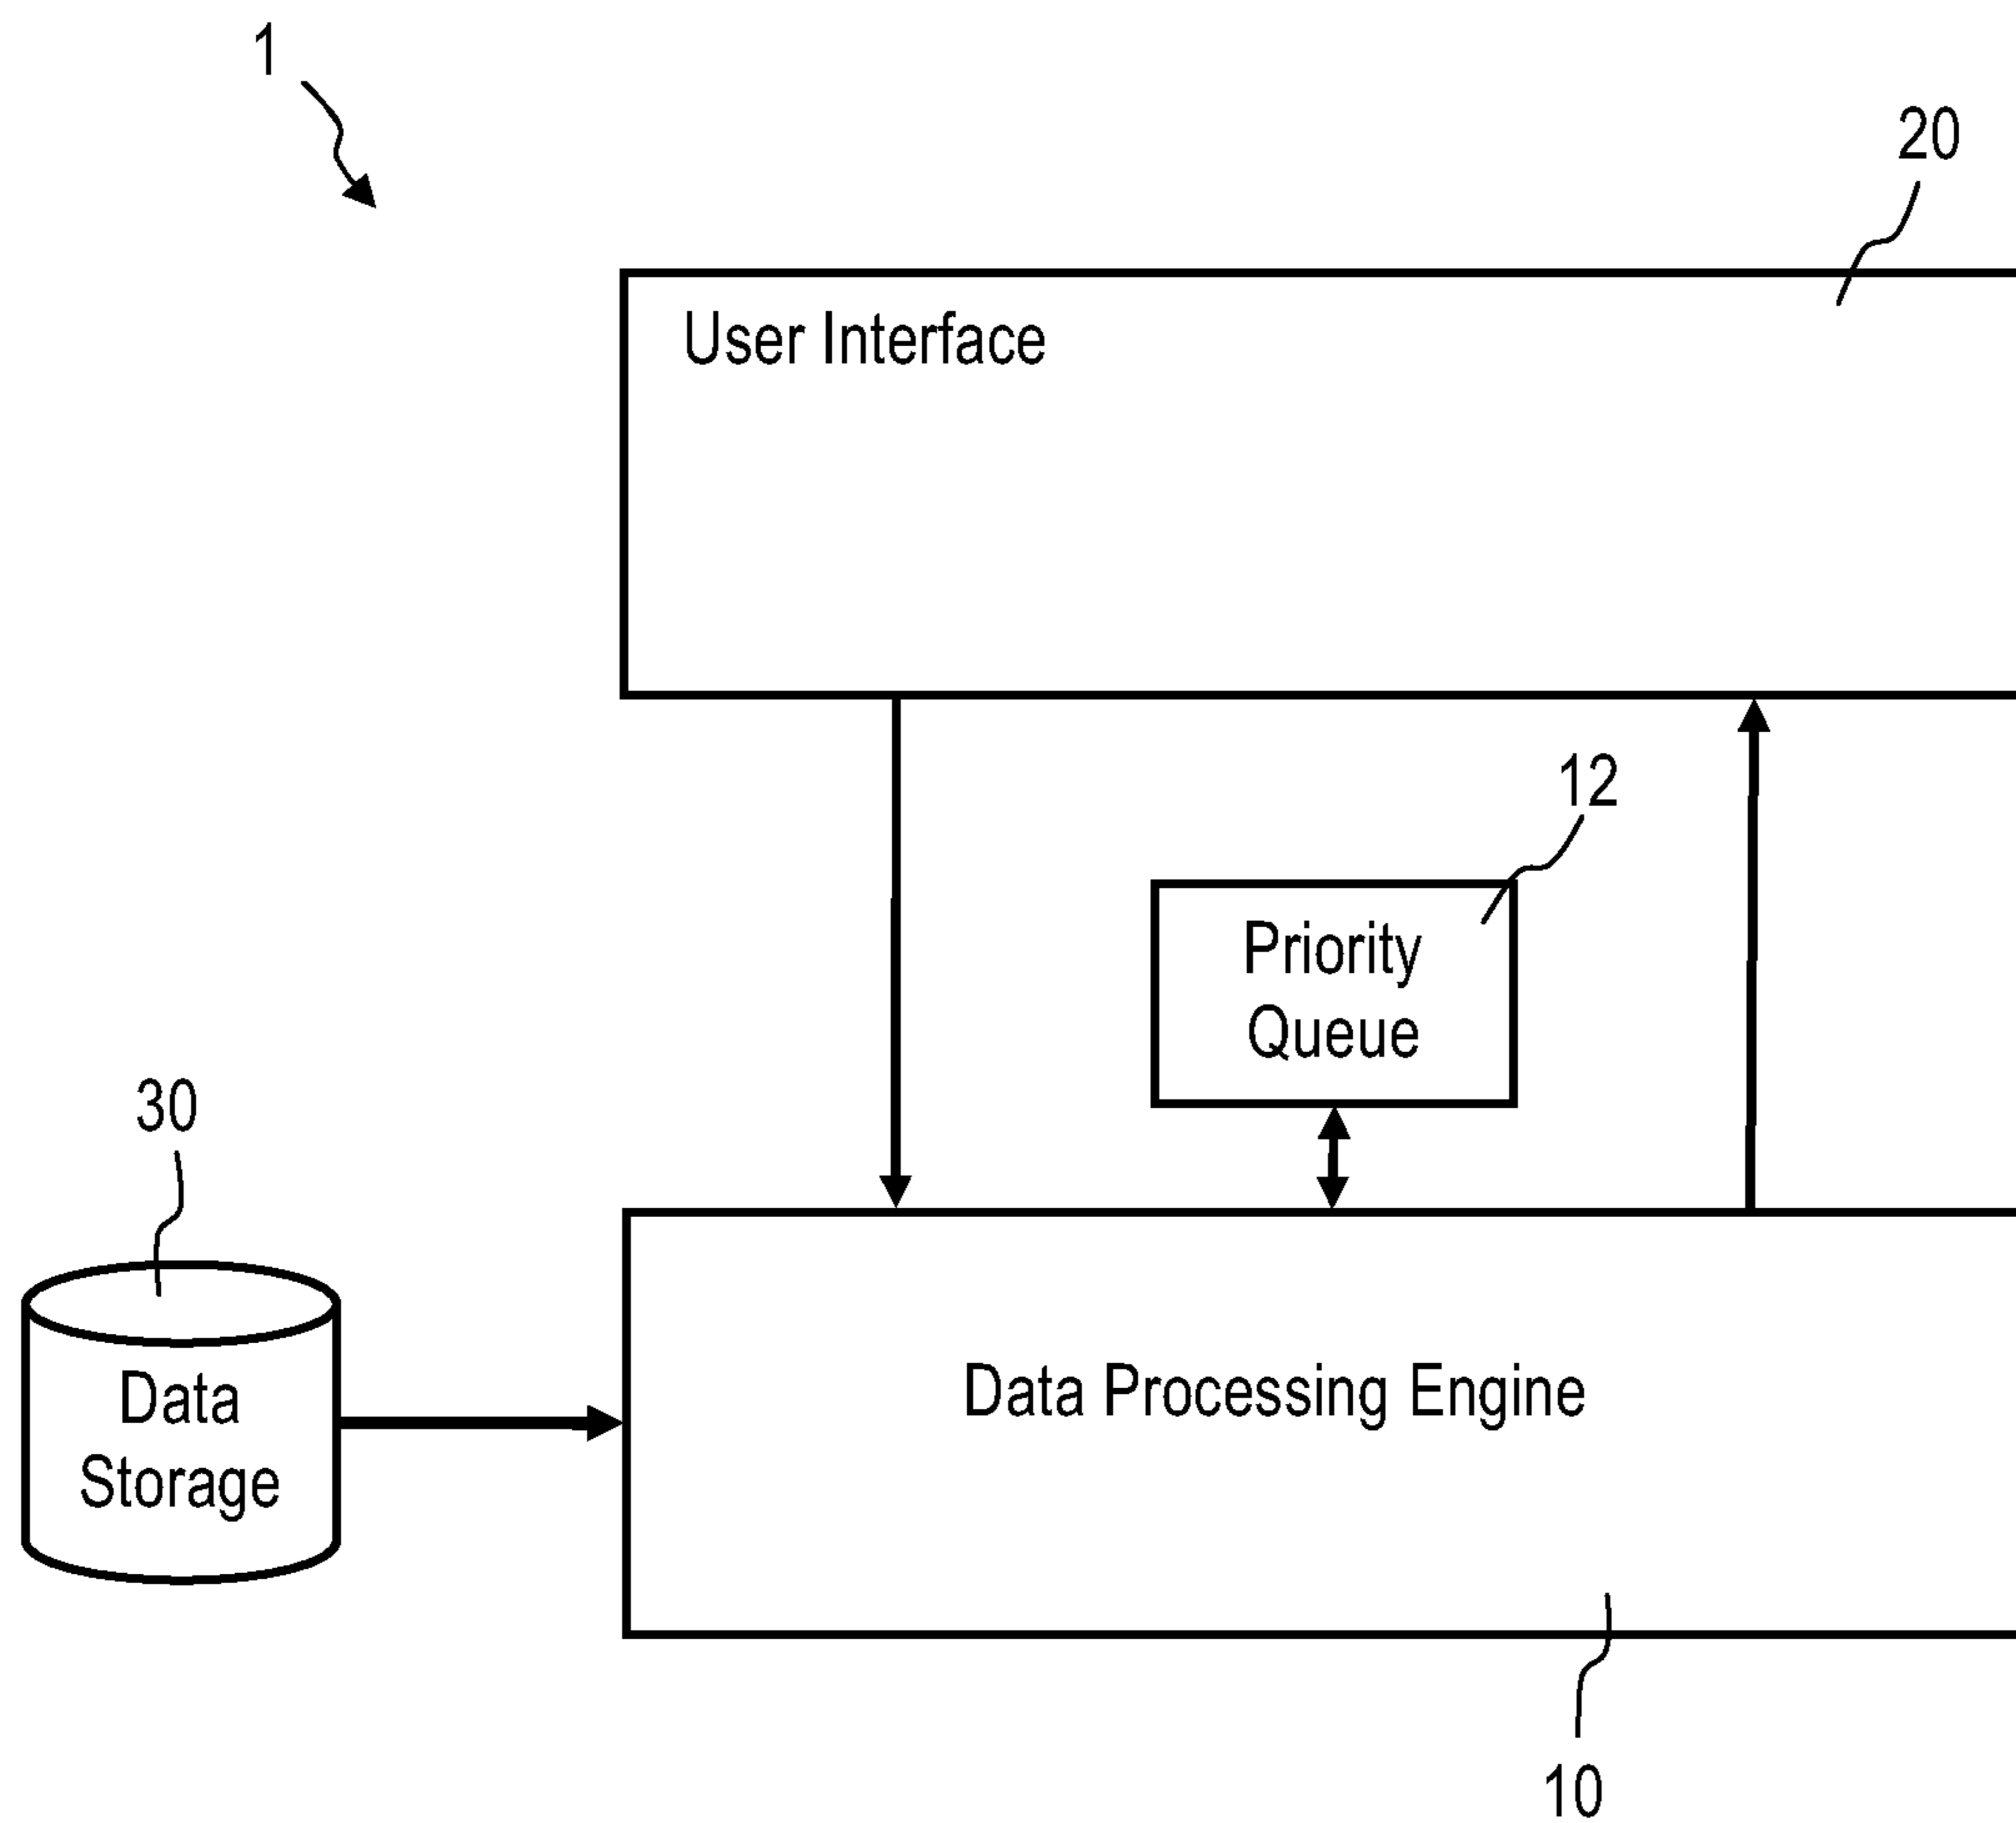 1
20
User Interface
12
Priority
Queue
30
Data
Storage
Data Processing Engine
10